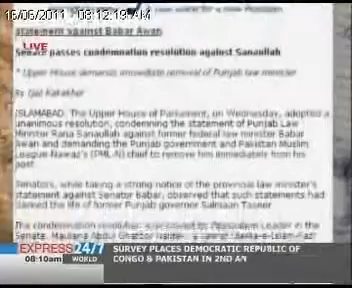 16/06/2011 08:12:19 AM
statement against Babar Awan
LIVE
Senate passes condemnation resolution against Sanaullah
* Upper House demands immediate removal of Punjab law minister
By Ijaz Kakakhel
ISLAMABAD: The Upper House of Parliament, on Wednesday, adopted a
unanimous resolution, condemning the statement of Punjab Law
Minister Rana Sanaullah against former federal law minister Babar
Awan and demanding the Punjab government and Pakistan Muslim
League-Nawaz's (PML-N) chief to remove him immediately from his
post.
Senators, while taking a strong notice of the provincial law minister's
statement against Senator Babar, observed that such statements had
claimed the life of former Punjab governor Salmaan Taseer.
The condemnation resolution,
Leader in the
Senate, Maulana Abdul Ghafoor Haideri
EXPRESS 24/7
08:10am WORLD
SURVEY PLACES DEMOCRATIC REPUBLIC OF
CONGO & PAKISTAN IN 2ND AN